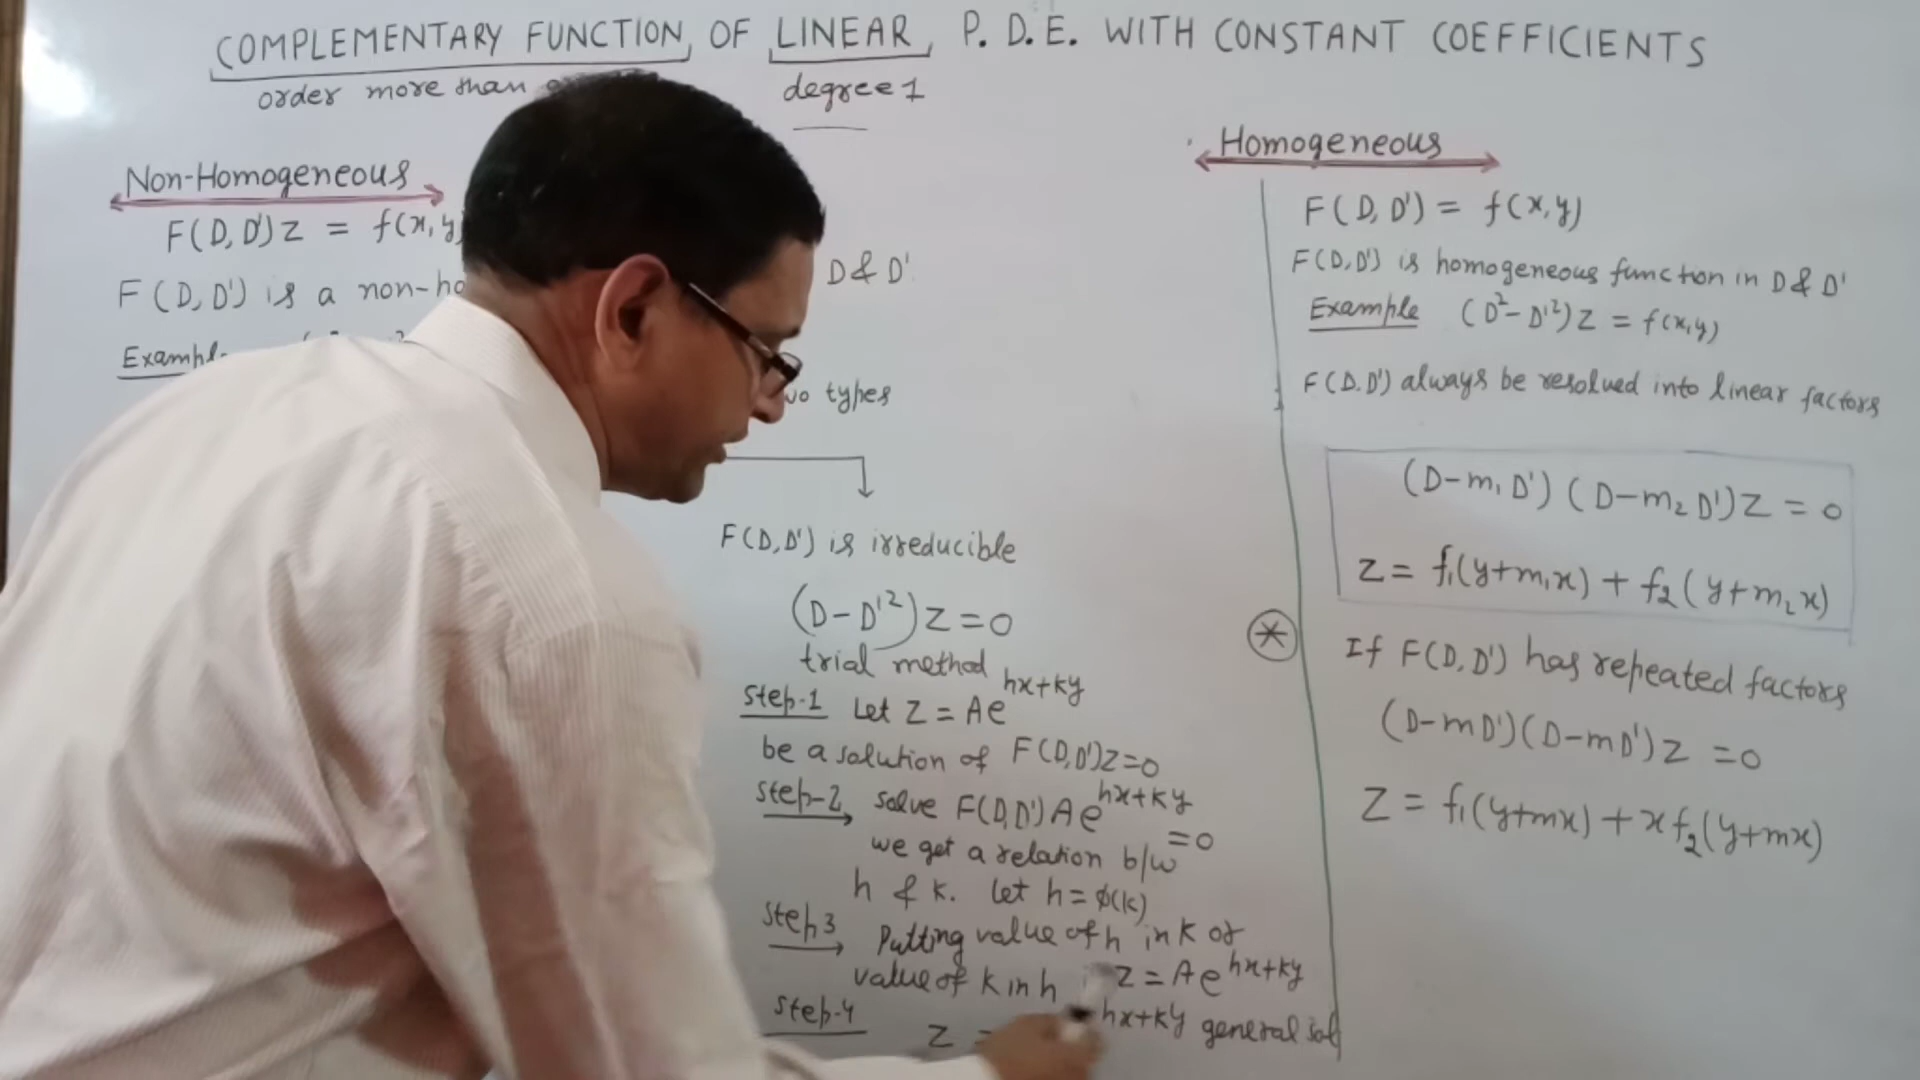 COMPLEMENTARY FUNCTION OF LINEAR P. D. E. WITH CONSTANT COEFFICIENTS
order more than
degree 1
Non-Homogeneous
F(D, D')Z = f(x, y)
F(D, D') is a non-ho
D & D'
Exampl
types
F(D, D') is irreducible
(D-D'²)Z=0
trial method
Step-1 Let Z = Ae^hx+ky
be a solution of F(D,D')Z=0
Step-2 solve F(D,D')Ae^hx+ky =0
we get a relation b/w
h & k. Let h = φ(k)
Step 3 Putting value of h in k or
value of k in h Z = Ae^hx+ky
Step-4
Z = hx+ky general sol
Homogeneous
F(D, D') = f(x, y)
F(D, D') is homogeneous function in D & D'
Example (D²-D'²)Z = f(x,y)
F(D.D') always be resolved into linear factors
(D-m₁D')(D-m₂D')Z = 0
Z = f₁(y+m₁x) + f₂(y+m₂x)
* If F(D, D') has repeated factors
(D-mD')(D-mD')Z = 0
Z = f₁(y+mx) + x f₂(y+mx)